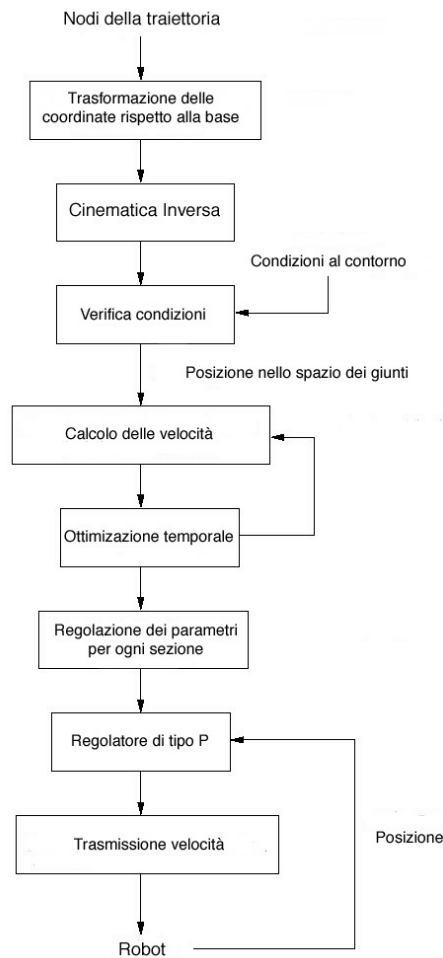 Nodi della traiettoria
Trasformazione delle
coordinate rispetto alla base
Cinematica Inversa
Condizioni al contorno
Verifica condizioni
Posizione nello spazio dei giunti
Calcolo delle velocità
Ottimizazione temporale
Regolazione dei parametri
per ogni sezione
Regolatore di tipo P
Trasmissione velocità
Posizione
Robot